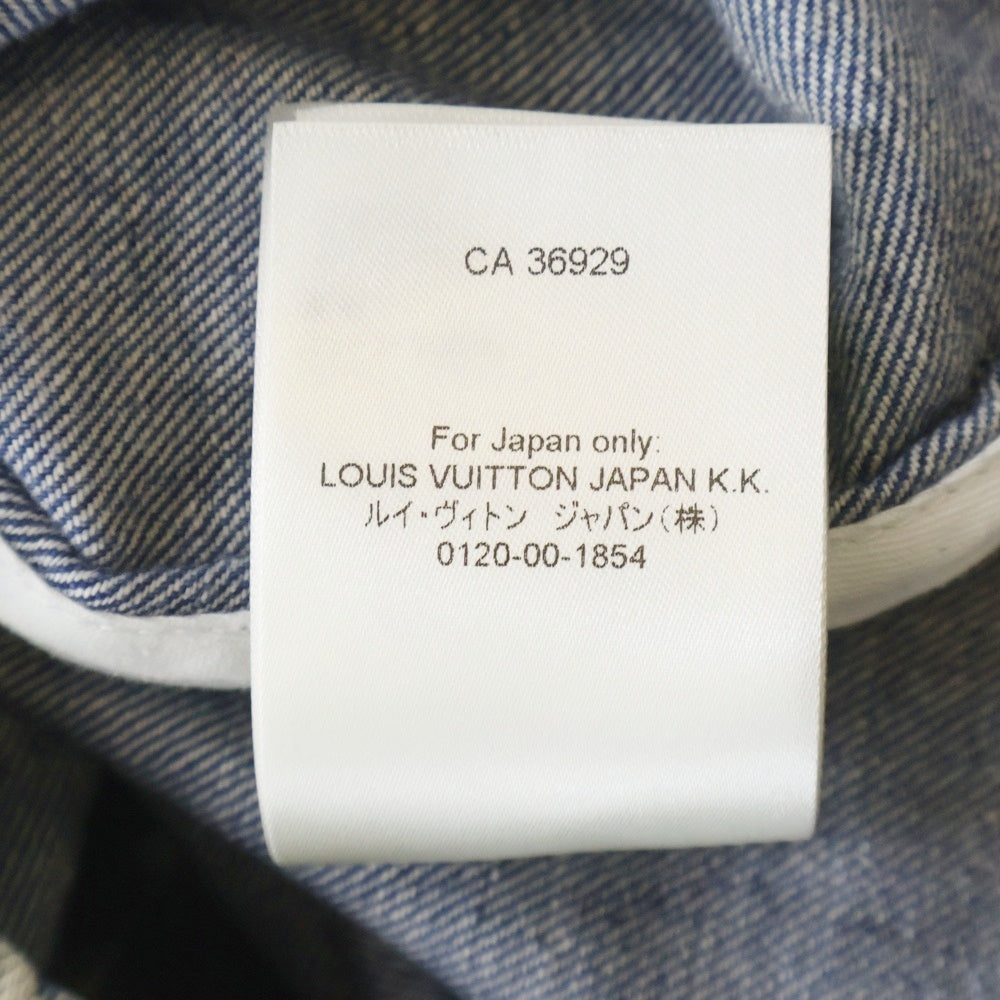 CA 36929
For Japan only:
LOUIS VUITTON JAPAN K.K.
ルイ・ヴィトン　ジャパン(株)
0120-00-1854